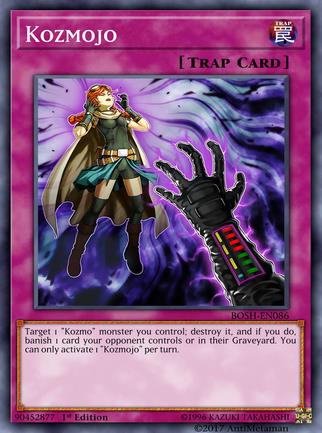 Kozmojo
[TRAP CARD]
TRAP
罠
BOSH-EN086
Target 1 "Kozmo" monster you control; destroy it, and if you do,
banish 1 card your opponent controls or in their Graveyard. You
can only activate 1 "Kozmojo" per turn.
90452877 1st Edition
©1996 KAZUKI TAKAHASHI
©2017 AntiMetaman